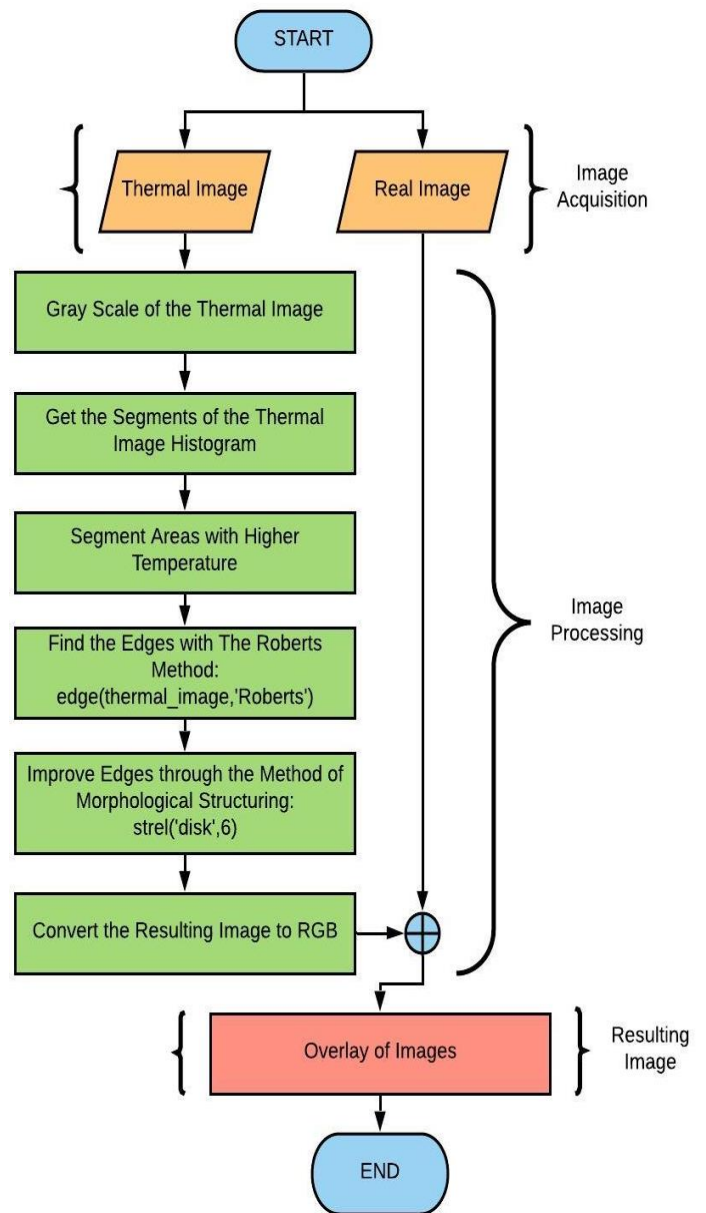 START
Thermal Image
Real Image
Image
Acquisition
Gray Scale of the Thermal Image
Get the Segments of the Thermal
Image Histogram
Segment Areas with Higher
Temperature
Find the Edges with The Roberts
Method:
edge(thermal_image,'Roberts')
Image
Processing
Improve Edges through the Method of
Morphological Structuring:
strel('disk',6)
Convert the Resulting Image to RGB
Overlay of Images
Resulting
Image
END